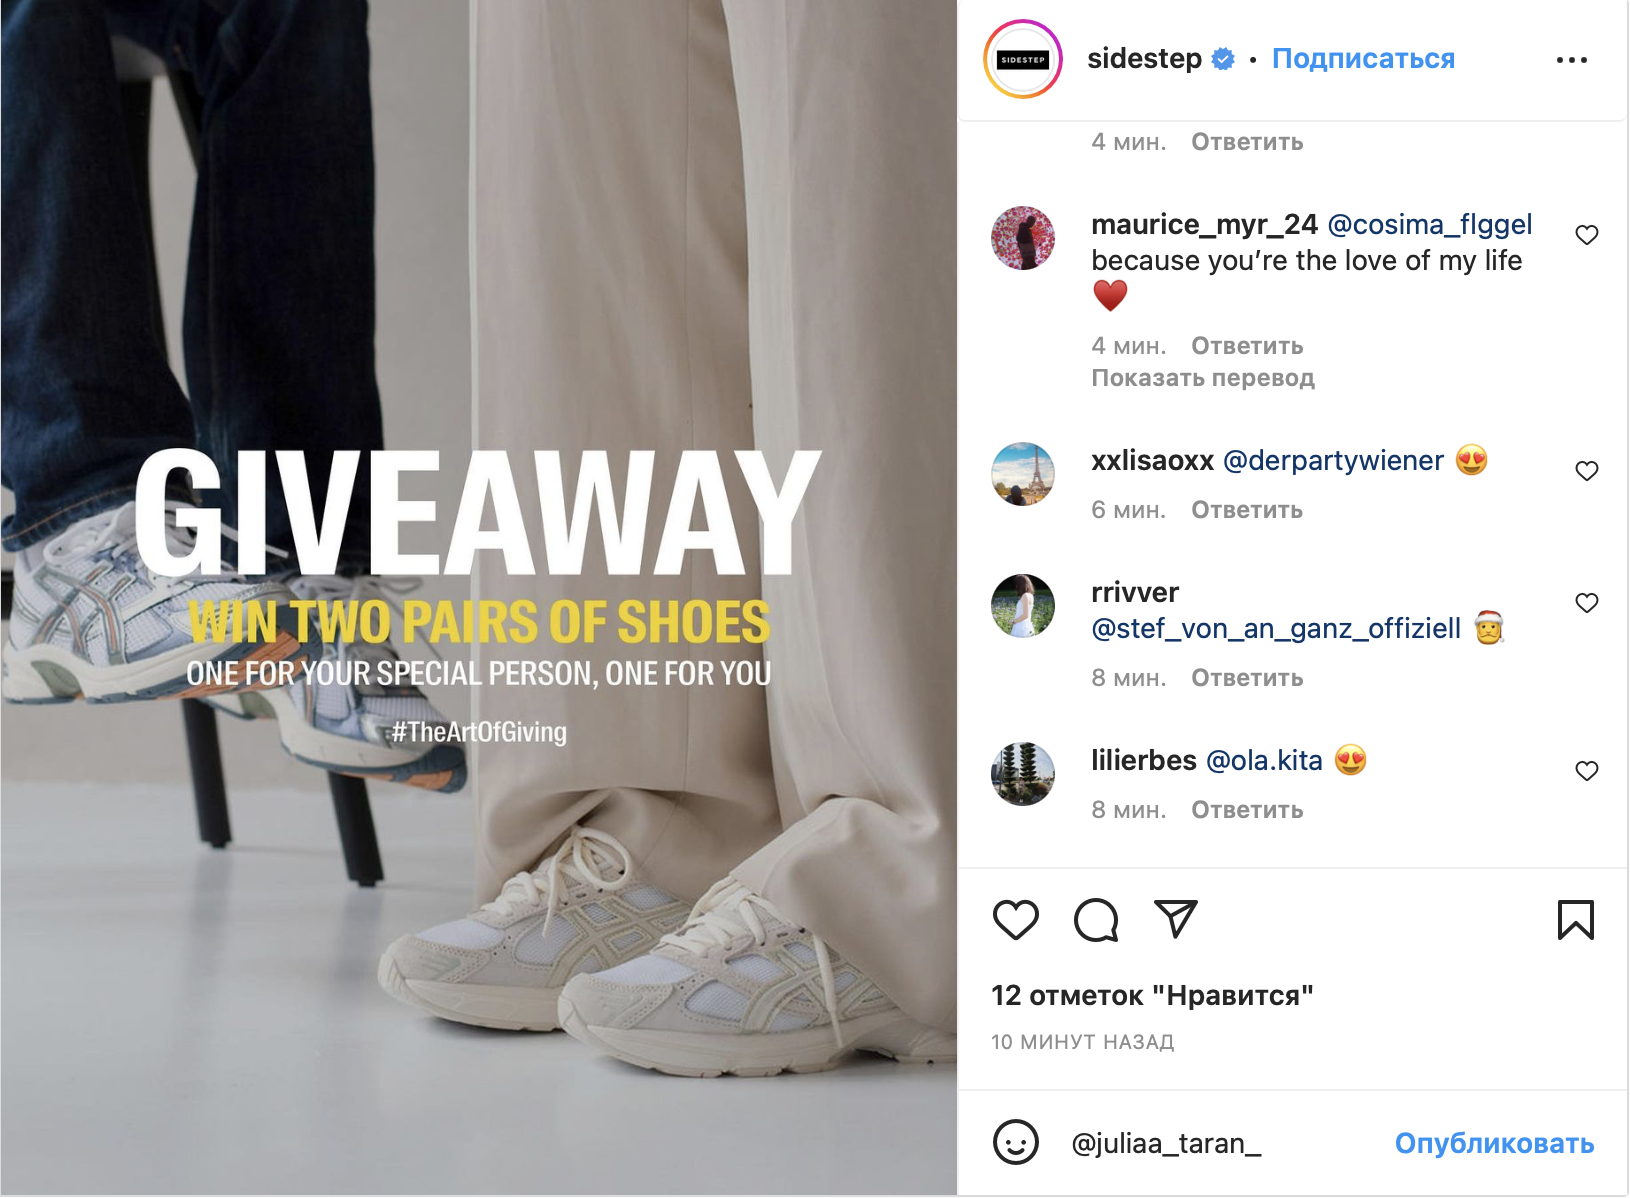 GIVEAWAY
WIN TWO PAIRS OF SHOES
ONE FOR YOUR SPECIAL PERSON, ONE FOR YOU
#TheArtOfGiving
SIDESTEP
sidestep • Подписаться
4 мин. Ответить
maurice_myr_24 @cosima_flggel
because you’re the love of my life
♥️
4 мин. Ответить
Показать перевод
xxlisaoxx @derpartywiener 😍
6 мин. Ответить
rrivver
@stef_von_an_ganz_offiziell 🎅
8 мин. Ответить
lilierbes @ola.kita 😍
8 мин. Ответить
12 отметок "Нравится"
10 МИНУТ НАЗАД
@juliaa_taran_ Опубликовать